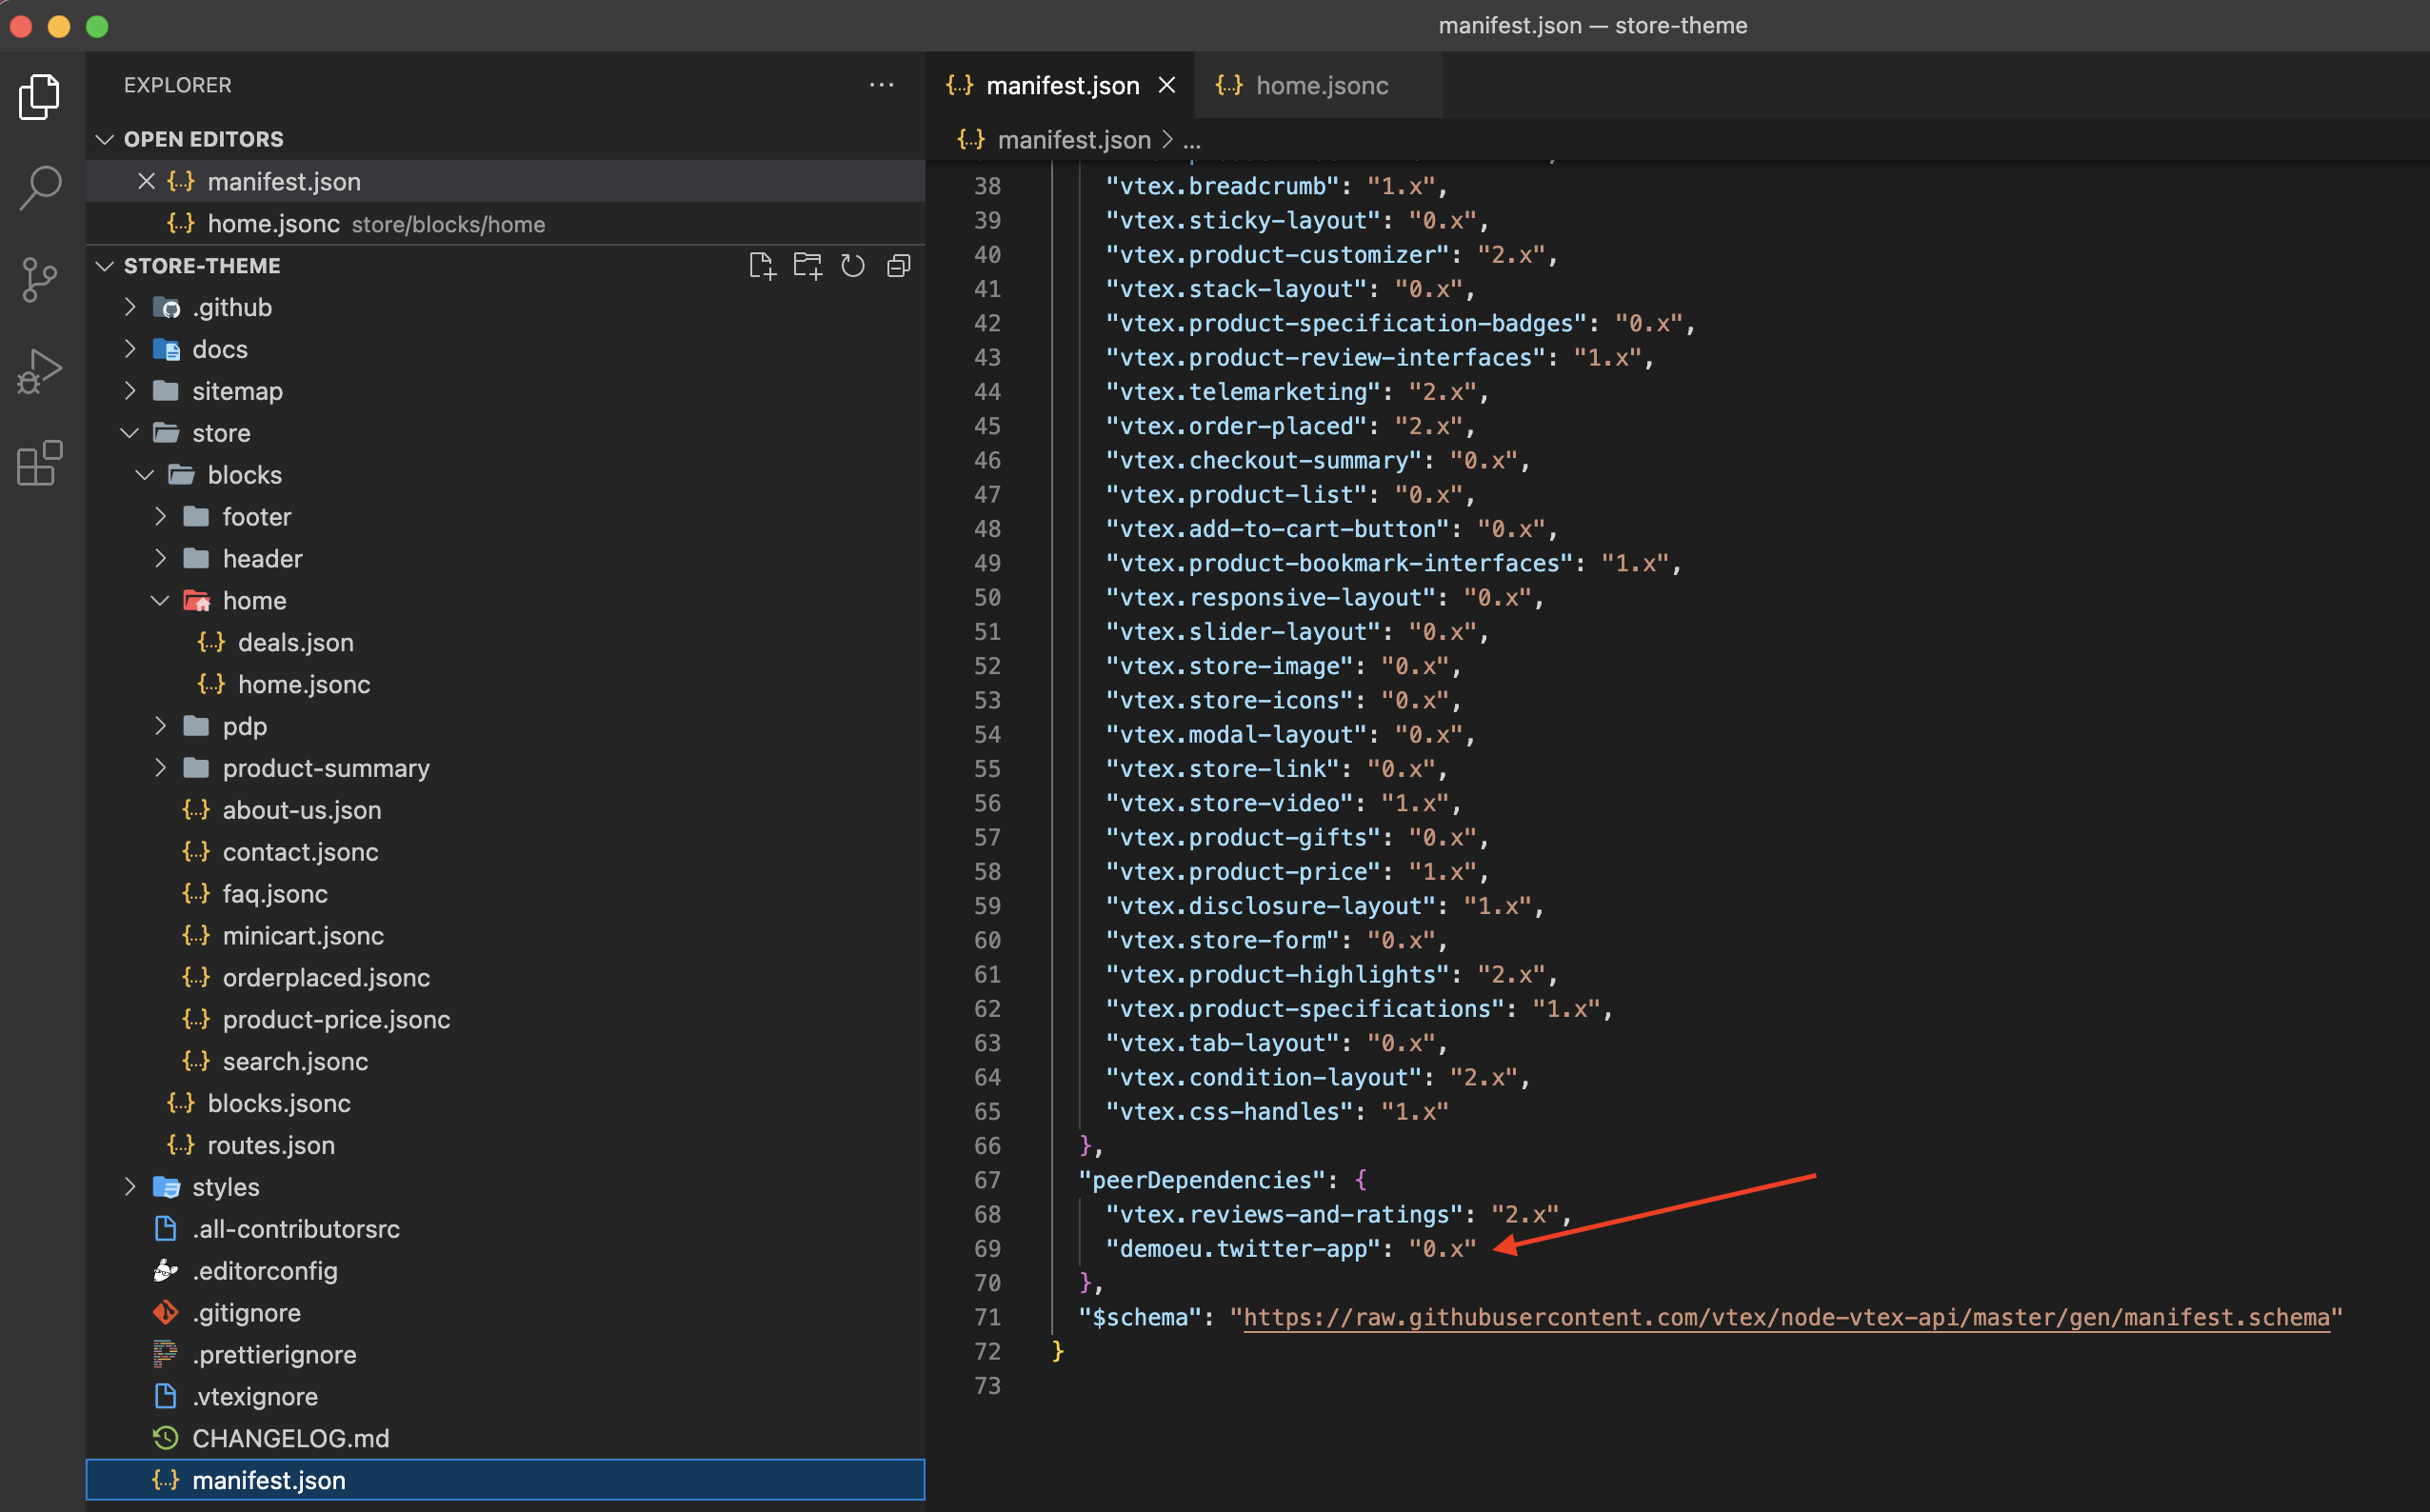 manifest.json — store-theme
EXPLORER
OPEN EDITORS
manifest.json
home.jsonc store/blocks/home
STORE-THEME
.github
docs
sitemap
store
blocks
footer
header
home
deals.json
home.jsonc
pdp
product-summary
about-us.json
contact.jsonc
faq.jsonc
minicart.jsonc
orderplaced.jsonc
product-price.jsonc
search.jsonc
blocks.jsonc
routes.json
styles
.all-contributorsrc
.editorconfig
.gitignore
.prettierignore
.vtexignore
CHANGELOG.md
manifest.json
manifest.json
home.jsonc
manifest.json > ...
38 "vtex.breadcrumb": "1.x",
39 "vtex.sticky-layout": "0.x",
40 "vtex.product-customizer": "2.x",
41 "vtex.stack-layout": "0.x",
42 "vtex.product-specification-badges": "0.x",
43 "vtex.product-review-interfaces": "1.x",
44 "vtex.telemarketing": "2.x",
45 "vtex.order-placed": "2.x",
46 "vtex.checkout-summary": "0.x",
47 "vtex.product-list": "0.x",
48 "vtex.add-to-cart-button": "0.x",
49 "vtex.product-bookmark-interfaces": "1.x",
50 "vtex.responsive-layout": "0.x",
51 "vtex.slider-layout": "0.x",
52 "vtex.store-image": "0.x",
53 "vtex.store-icons": "0.x",
54 "vtex.modal-layout": "0.x",
55 "vtex.store-link": "0.x",
56 "vtex.store-video": "1.x",
57 "vtex.product-gifts": "0.x",
58 "vtex.product-price": "1.x",
59 "vtex.disclosure-layout": "1.x",
60 "vtex.store-form": "0.x",
61 "vtex.product-highlights": "2.x",
62 "vtex.product-specifications": "1.x",
63 "vtex.tab-layout": "0.x",
64 "vtex.condition-layout": "2.x",
65 "vtex.css-handles": "1.x"
66 },
67 "peerDependencies": {
68 "vtex.reviews-and-ratings": "2.x",
69 "demoeu.twitter-app": "0.x"
70 },
71 "$schema": "https://raw.githubusercontent.com/vtex/node-vtex-api/master/gen/manifest.schema"
72 }
73